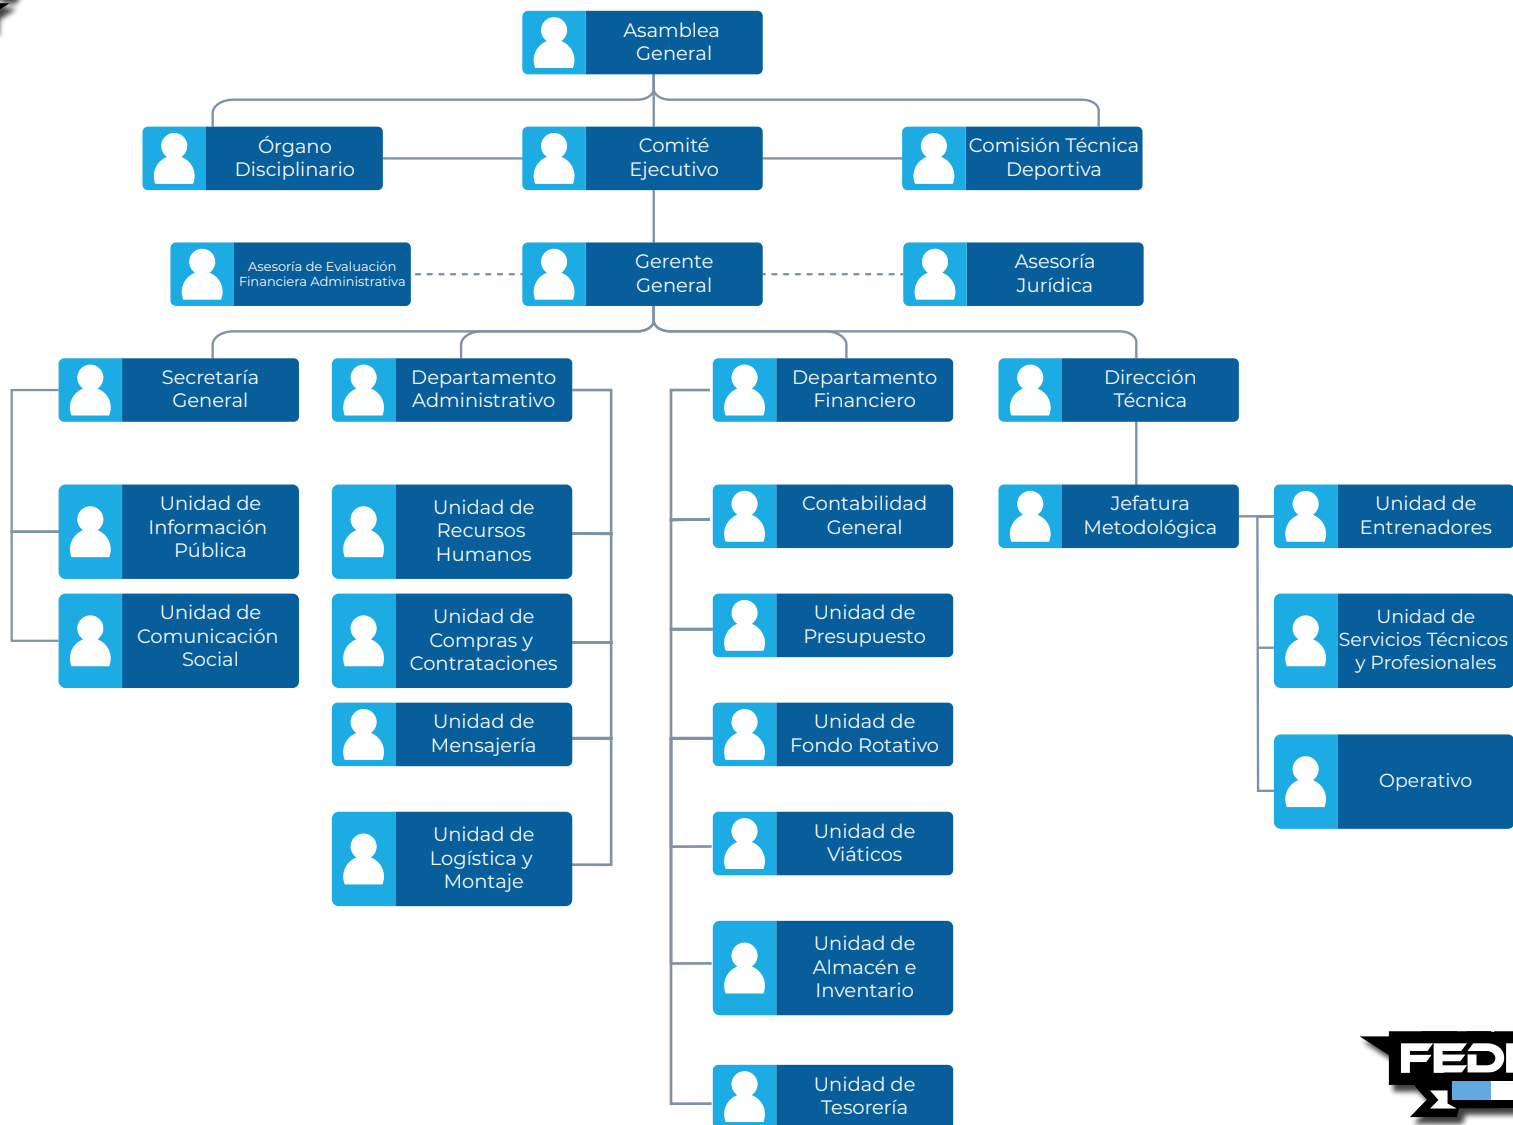 Asamblea
General
Órgano
Disciplinario
Comité
Ejecutivo
Comisión Técnica
Deportiva
Asesoría de Evaluación
Financiera Administrativa
Gerente
General
Asesoría
Jurídica
Secretaría
General
Departamento
Administrativo
Departamento
Financiero
Dirección
Técnica
Unidad de
Información
Pública
Unidad de
Recursos
Humanos
Contabilidad
General
Jefatura
Metodológica
Unidad de
Entrenadores
Unidad de
Comunicación
Social
Unidad de
Compras y
Contrataciones
Unidad de
Presupuesto
Unidad de
Servicios Técnicos
y Profesionales
Unidad de
Mensajería
Unidad de
Fondo Rotativo
Operativo
Unidad de
Logística y
Montaje
Unidad de
Viáticos
Unidad de
Almacén e
Inventario
Unidad de
Tesorería